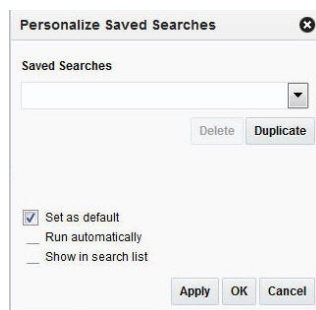 Personalize Saved Searches
Saved Searches
Delete Duplicate
Set as default
Run automatically
Show in search list
Apply OK Cancel